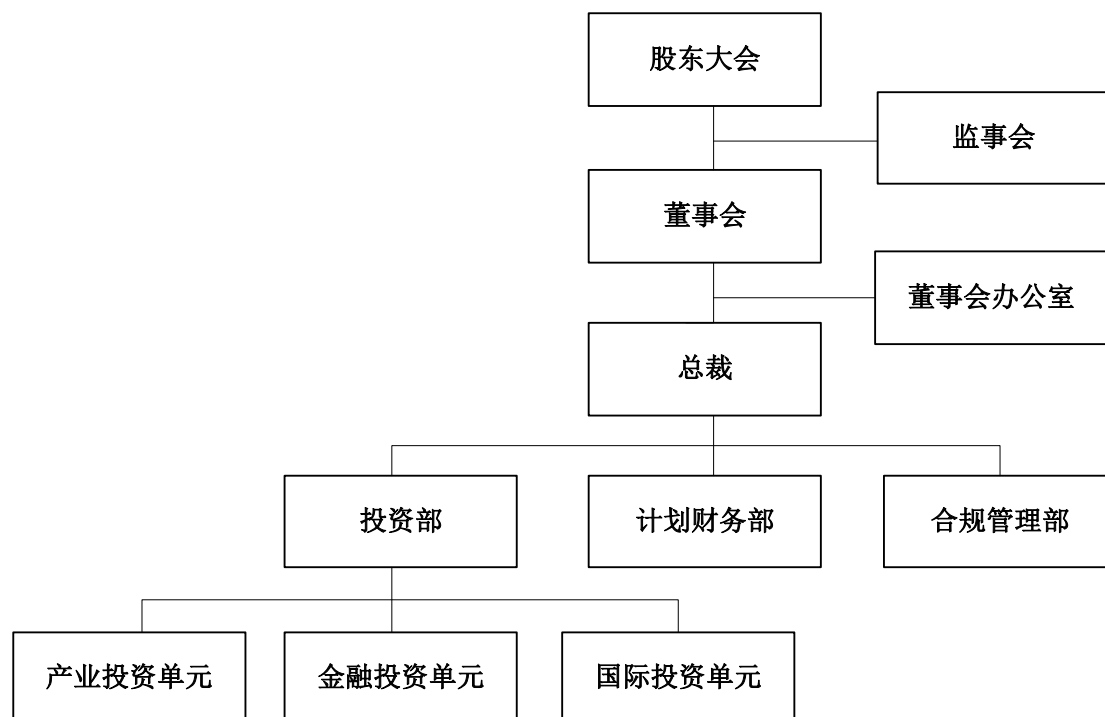 股东大会
监事会
董事会
董事会办公室
总裁
投资部
计划财务部
合规管理部
产业投资单元
金融投资单元
国际投资单元